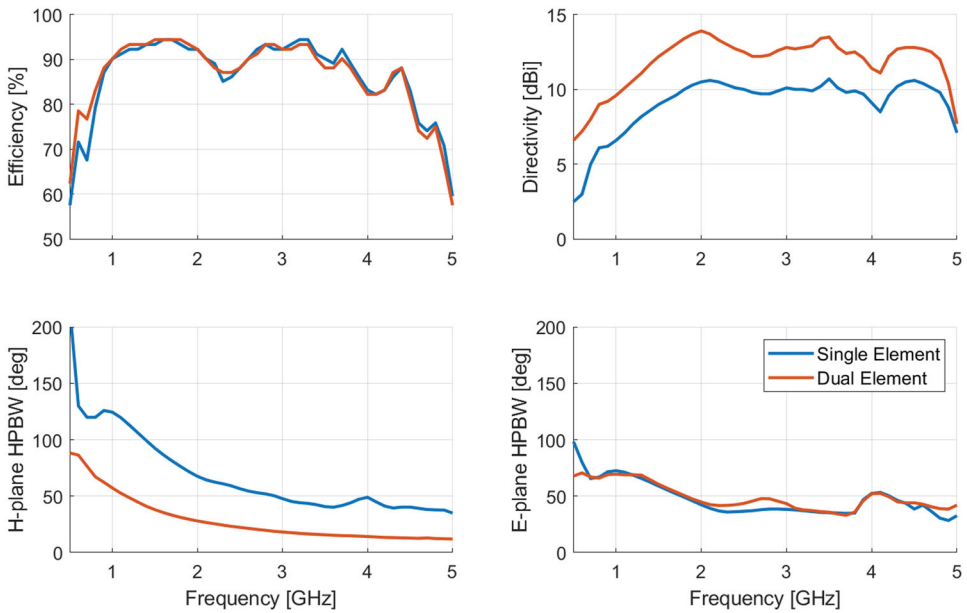 Efficiency [%]
100
90
80
70
60
50
1 2 3 4 5
Directivity [dBi]
15
10
5
0
1 2 3 4 5
H-plane HPBW [deg]
200
150
100
50
0
1 2 3 4 5
Frequency [GHz]
E-plane HPBW [deg]
200
150
100
50
0
1 2 3 4 5
Frequency [GHz]
Single Element
Dual Element